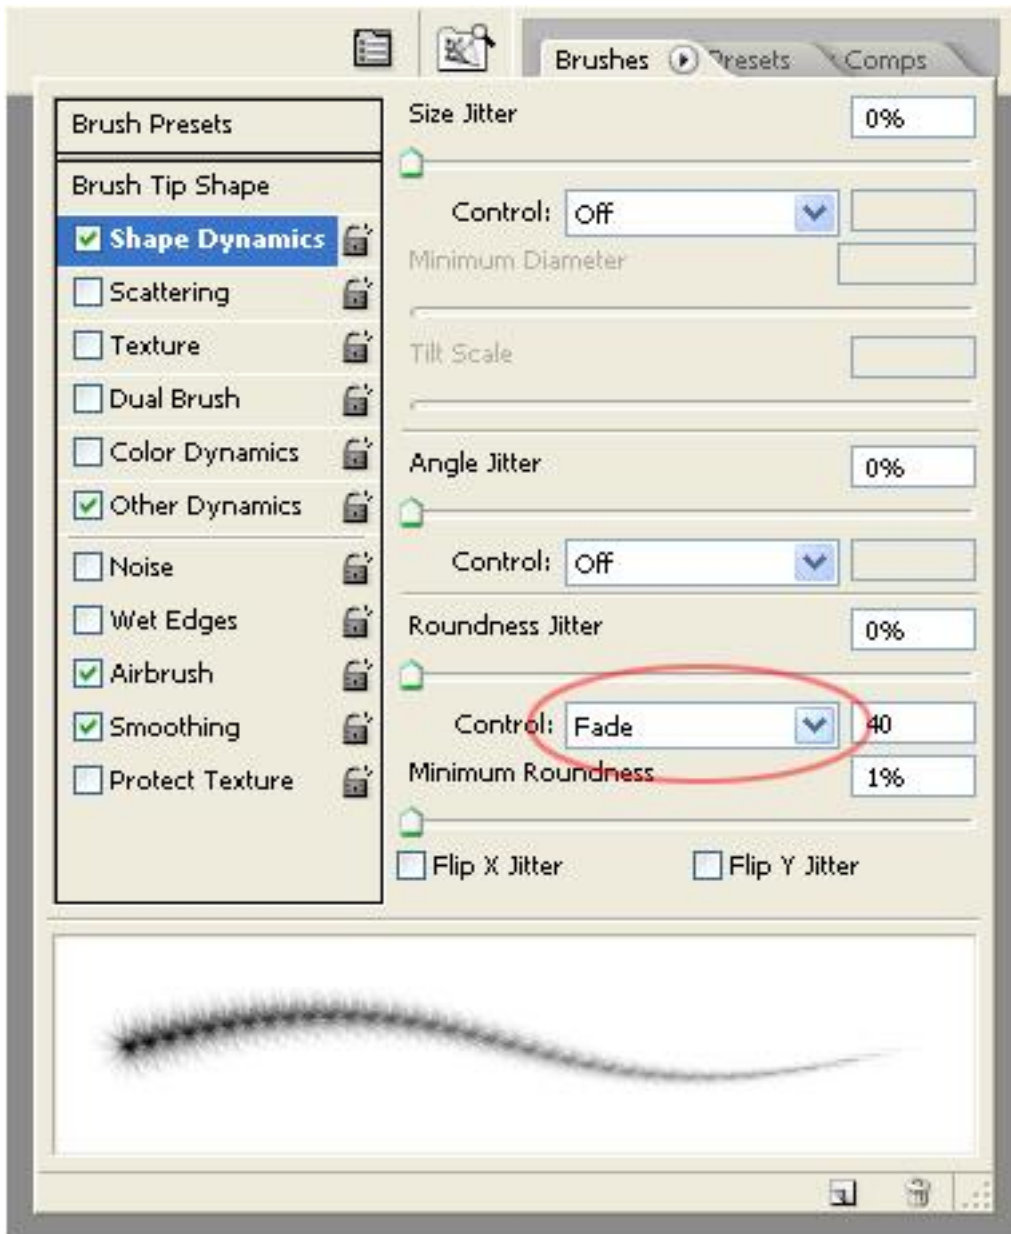 Brushes Presets Comps
Brush Presets
Brush Tip Shape
Shape Dynamics
Scattering
Texture
Dual Brush
Color Dynamics
Other Dynamics
Noise
Wet Edges
Airbrush
Smoothing
Protect Texture
Size Jitter 0%
Control: Off
Minimum Diameter
Tilt Scale
Angle Jitter 0%
Control: Off
Roundness Jitter 0%
Control: Fade 40
Minimum Roundness 1%
Flip X Jitter Flip Y Jitter